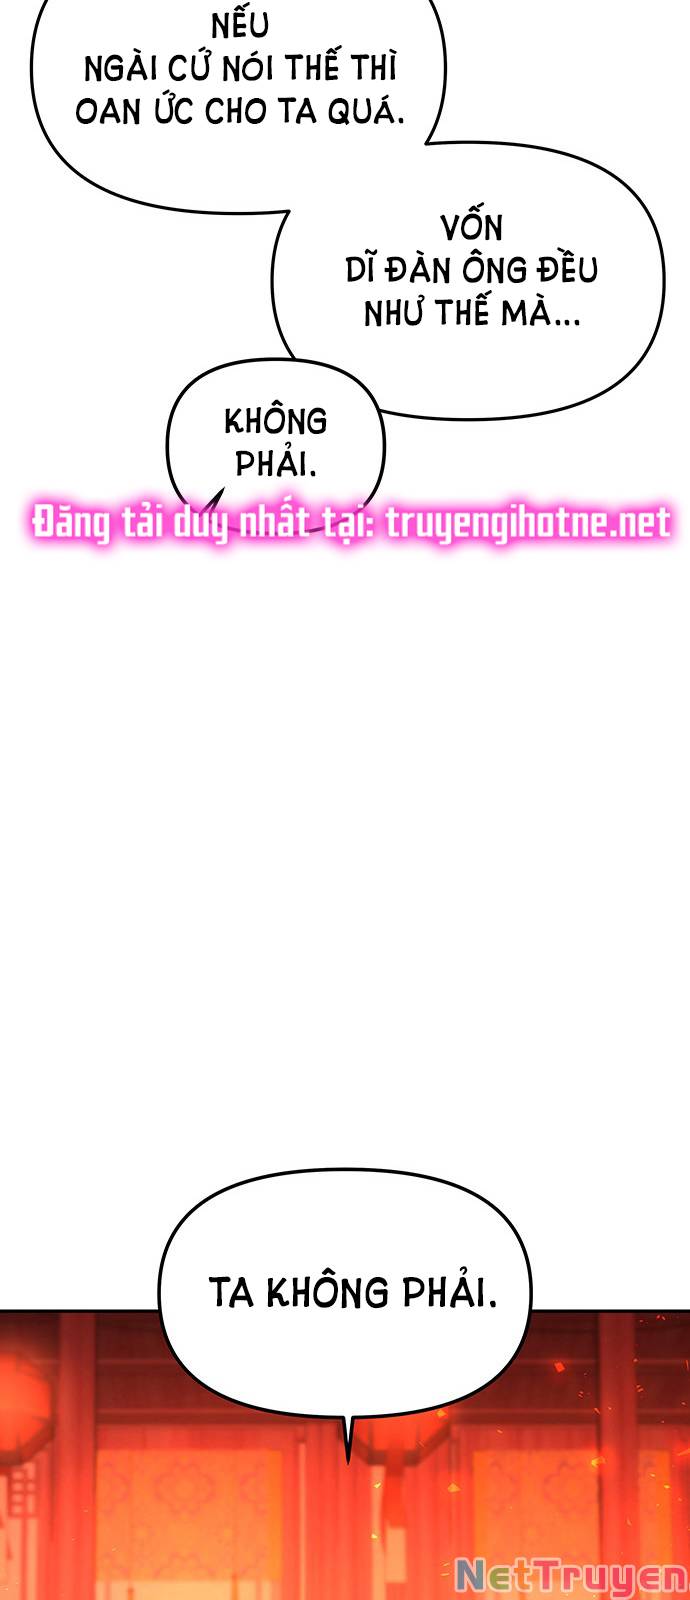 NẾU
NGÀI CỨ NÓI THẾ THÌ
OAN ỨC CHO TA QUÁ.
VỐN
DĨ ĐÀN ÔNG ĐỀU
NHƯ THẾ MÀ...
KHÔNG
PHẢI.
Đăng tải duy nhất tại: truyengihotne.net
TA KHÔNG PHẢI.
NetTruyen